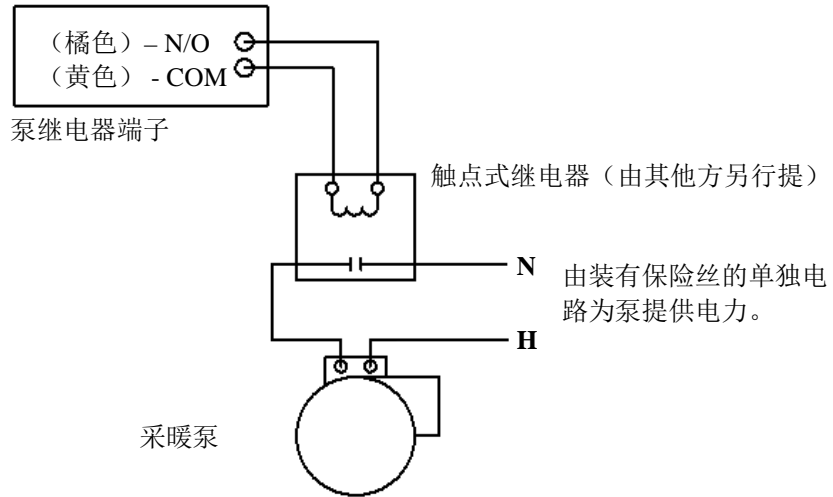 （橘色）– N/O
（黄色） - COM
泵继电器端子
触点式继电器（由其他方另行提）
N
由装有保险丝的单独电
路为泵提供电力。
H
采暖泵